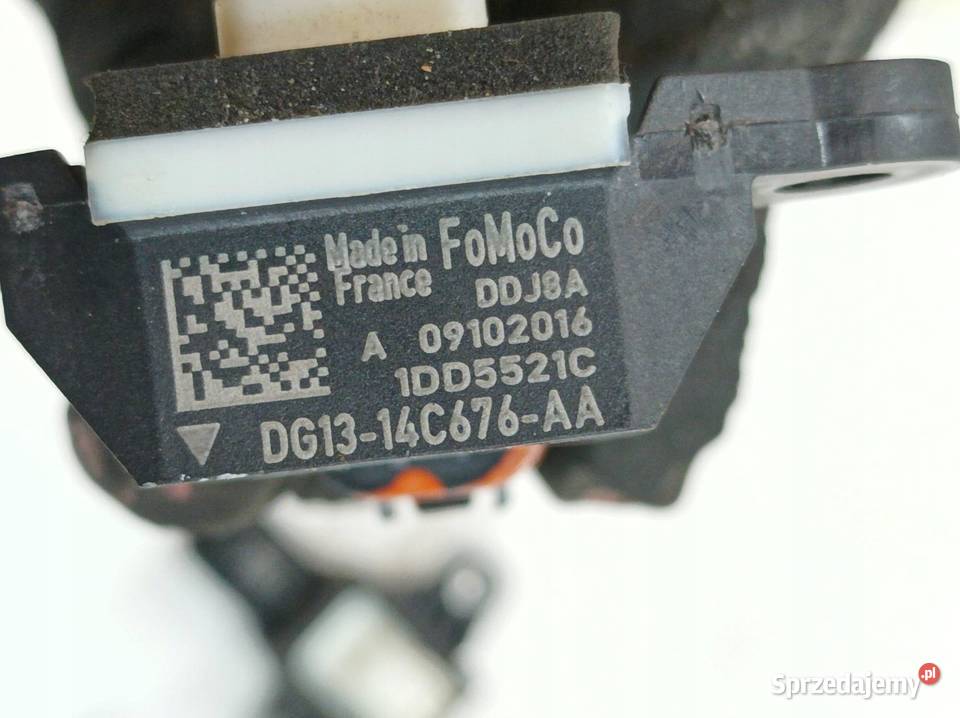 Made in FoMoCo
France DDJ8A
A 09102016
1DD5521C
DG13-14C676-AA
Sprzedajemy.pl